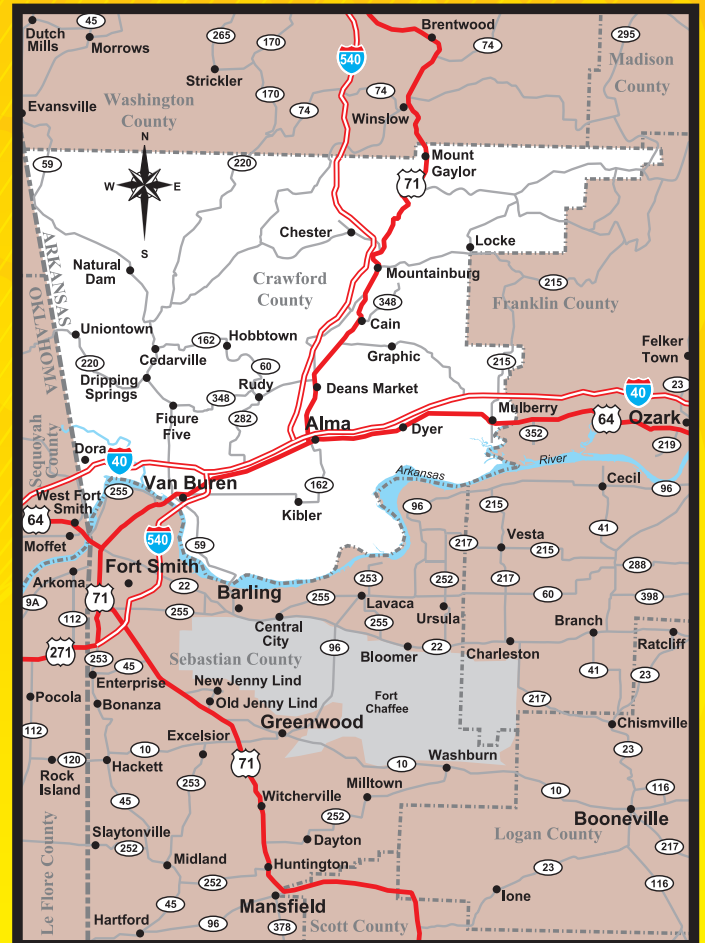 45
Dutch
Mills
Morrows
265
170
Strickler
540
Brentwood
74
295
Madison
County
Evansville
Washington
County
170
74
74
Winslow
N
W
E
S
59
220
Mount
Gaylor
71
Chester
Locke
Natural
Dam
Crawford
County
Mountainburg
215
Franklin County
348
ARKANSAS
OKLAHOMA
Uniontown
162
Hobbtown
Cain
Felker
Town
220
Cedarville
60
Graphic
215
Dripping
Springs
348
Rudy
Deans Market
40
23
282
Fiqure
Five
Alma
Mulberry
64
Ozark
Dyer
352
219
Sequoyah
County
Dora
40
Arkansas
River
Van Buren
162
Cecil
96
255
West Fort
Smith
Kibler
96
215
64
540
59
41
Moffet
217
Vesta
215
Fort Smith
288
Arkoma
22
253
252
217
60
398
9A
71
Barling
255
Lavaca
112
255
Central
City
255
Ursula
Branch
271
96
Bloomer
22
Charleston
Ratcliff
253
45
Sebastian County
41
23
Enterprise
New Jenny Lind
Fort
Chaffee
Pocola
Bonanza
Old Jenny Lind
217
Greenwood
Chismville
112
10
Excelsior
Washburn
23
120
Hackett
71
10
Rock
Island
253
Milltown
10
116
45
Witcherville
252
Booneville
Slaytonville
252
Dayton
Logan County
217
Midland
Huntington
23
116
252
Ione
Le Flore County
45
Mansfield
Hartford
96
378
Scott County